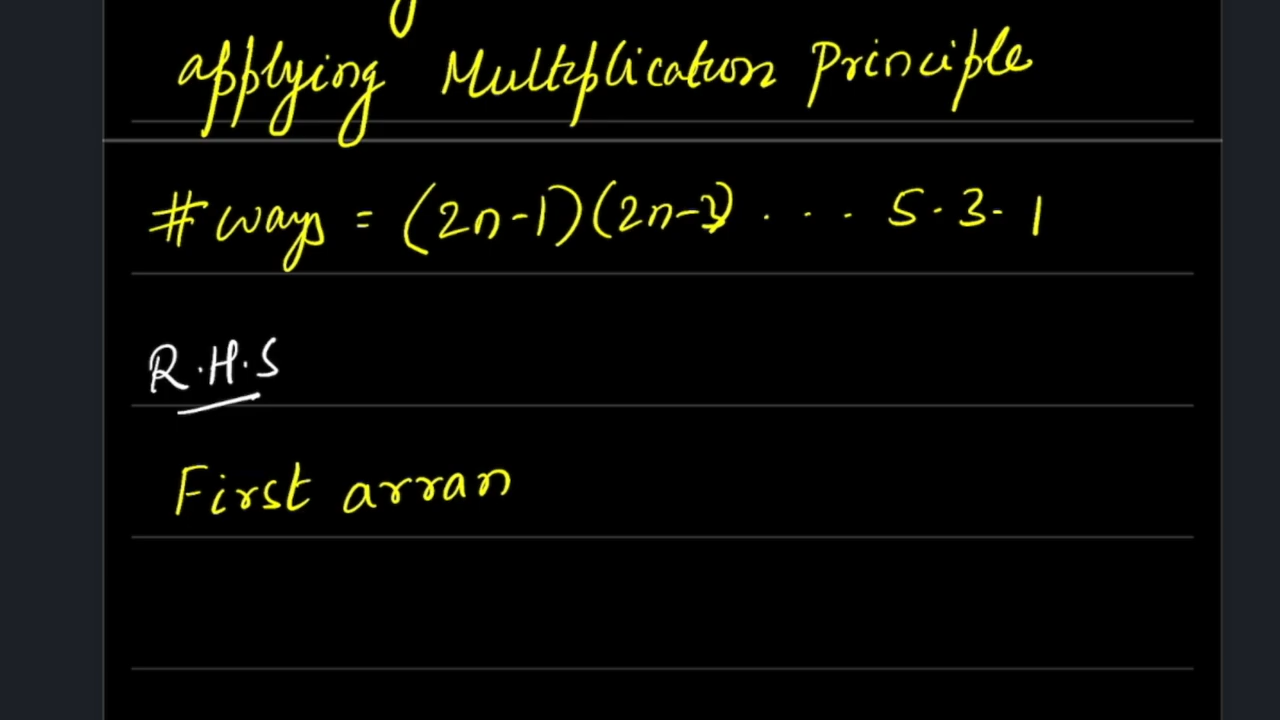 applying Multiplication Principle
# ways = (2n-1)(2n-3) . . . . 5.3.1
R.H.S
First arran